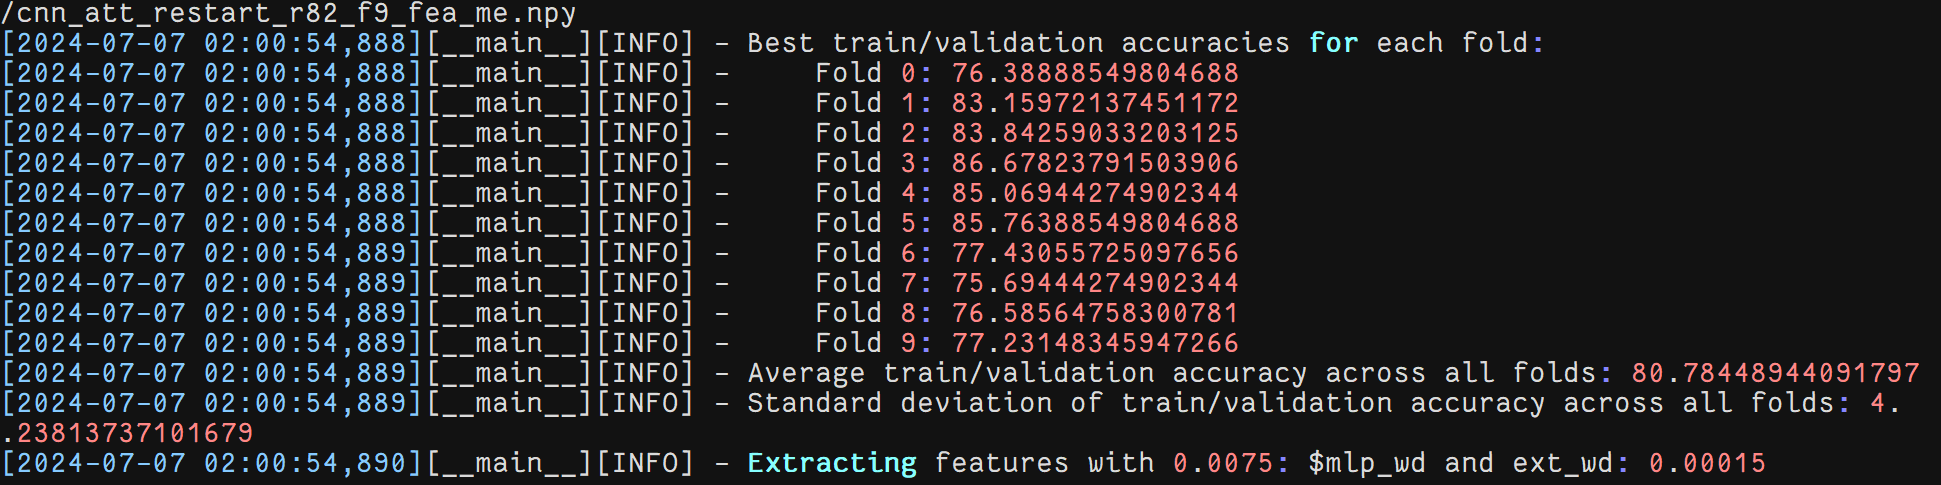 /cnn_att_restart_r82_f9_fea_me.npy
[2024-07-07 02:00:54,888][__main__][INFO] - Best train/validation accuracies for each fold:
[2024-07-07 02:00:54,888][__main__][INFO] -     Fold 0: 76.38888549804688
[2024-07-07 02:00:54,888][__main__][INFO] -     Fold 1: 83.15972137451172
[2024-07-07 02:00:54,888][__main__][INFO] -     Fold 2: 83.84259033203125
[2024-07-07 02:00:54,888][__main__][INFO] -     Fold 3: 86.67823791503906
[2024-07-07 02:00:54,888][__main__][INFO] -     Fold 4: 85.06944274902344
[2024-07-07 02:00:54,888][__main__][INFO] -     Fold 5: 85.76388549804688
[2024-07-07 02:00:54,889][__main__][INFO] -     Fold 6: 77.43055725097656
[2024-07-07 02:00:54,889][__main__][INFO] -     Fold 7: 75.69444274902344
[2024-07-07 02:00:54,889][__main__][INFO] -     Fold 8: 76.58564758300781
[2024-07-07 02:00:54,889][__main__][INFO] -     Fold 9: 77.23148345947266
[2024-07-07 02:00:54,889][__main__][INFO] - Average train/validation accuracy across all folds: 80.78448944091797
[2024-07-07 02:00:54,889][__main__][INFO] - Standard deviation of train/validation accuracy across all folds: 4.
.23813737101679
[2024-07-07 02:00:54,890][__main__][INFO] - Extracting features with 0.0075: $mlp_wd and ext_wd: 0.00015